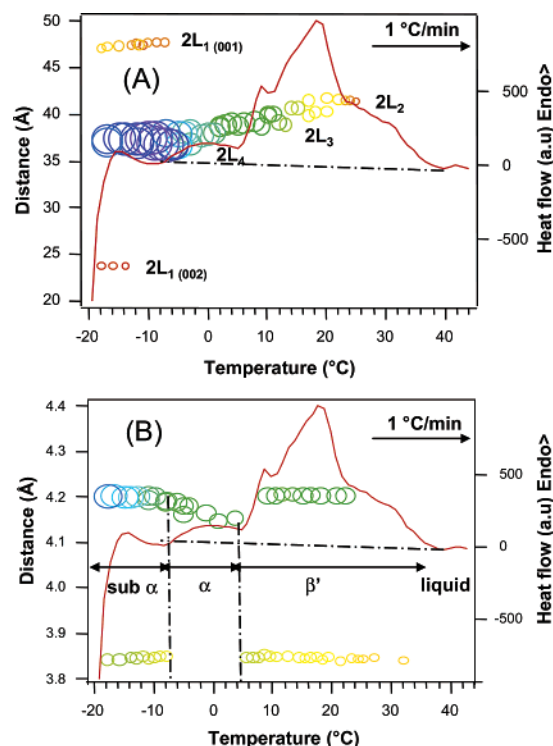 50
45
40
35
30
25
20
Distance (Å)
(A)
2L1 (001)
2L4
2L3
2L2
2L1 (002)
1 °C/min
500
0
-500
Heat flow (a.u) Endo>
-20 -10 0 10 20 30 40
Temperature (°C)
4.4
4.3
4.2
4.1
4.0
3.9
3.8
Distance (Å)
(B)
1 °C/min
sub α
α
β'
liquid
500
0
-500
Heat flow (a.u) Endo>
-20 -10 0 10 20 30 40
Temperature (°C)